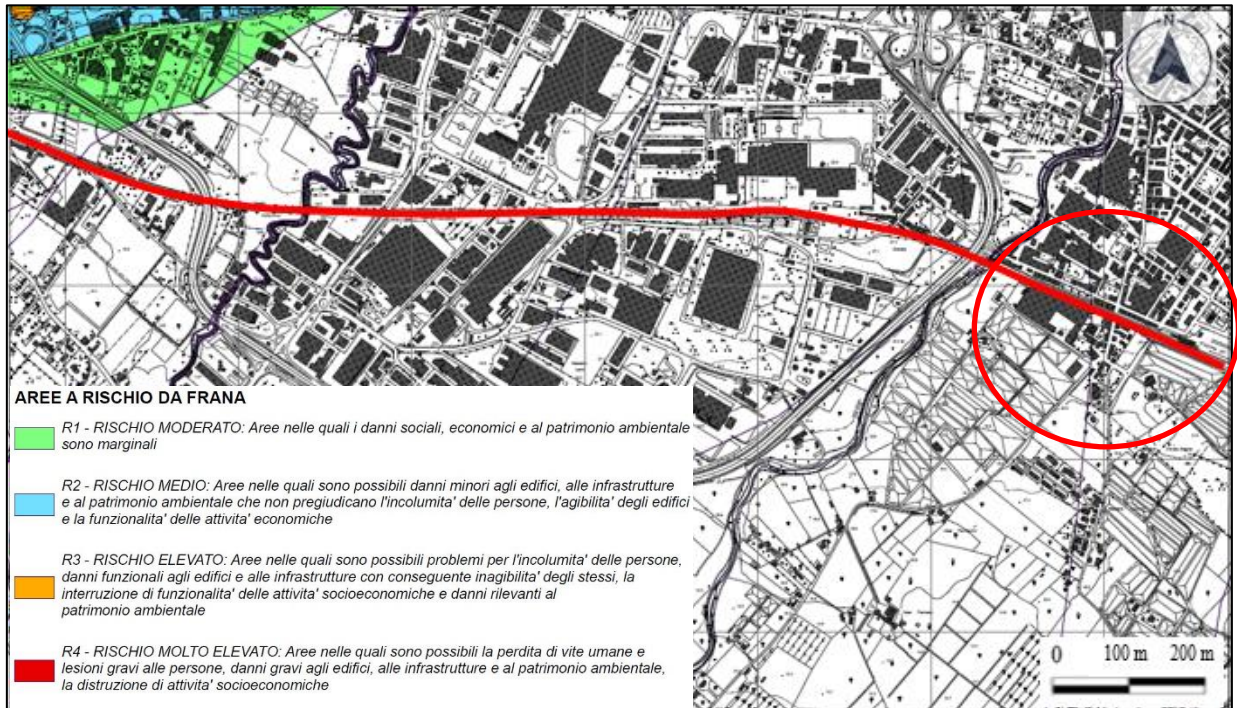 N
AREE A RISCHIO DA FRANA
R1 - RISCHIO MODERATO: Aree nelle quali i danni sociali, economici e al patrimonio ambientale
sono marginali
R2 - RISCHIO MEDIO: Aree nelle quali sono possibili danni minori agli edifici, alle infrastrutture
e al patrimonio ambientale che non pregiudicano l'incolumita' delle persone, l'agibilita' degli edifici
e la funzionalita' delle attivita' economiche
R3 - RISCHIO ELEVATO: Aree nelle quali sono possibili problemi per l'incolumita' delle persone,
danni funzionali agli edifici e alle infrastrutture con conseguente inagibilita' degli stessi, la
interruzione di funzionalita' delle attivita' socioeconomiche e danni rilevanti al
patrimonio ambientale
R4 - RISCHIO MOLTO ELEVATO: Aree nelle quali sono possibili la perdita di vite umane e
lesioni gravi alle persone, danni gravi agli edifici, alle infrastrutture e al patrimonio ambientale,
la distruzione di attivita' socioeconomiche
0 100 m 200 m